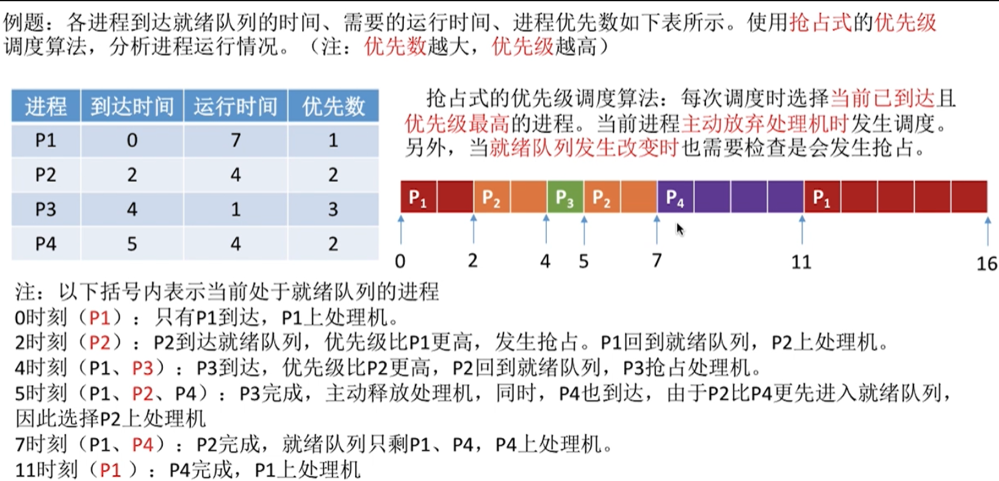 例题：各进程到达就绪队列的时间、需要的运行时间、进程优先数如下表所示。使用抢占式的优先级
调度算法，分析进程运行情况。（注：优先数越大，优先级越高）
进程 到达时间 运行时间 优先数
P1 0 7 1
P2 2 4 2
P3 4 1 3
P4 5 4 2
抢占式的优先级调度算法：每次调度时选择当前已到达且
优先级最高的进程。当前进程主动放弃处理机时发生调度。
另外，当就绪队列发生改变时也需要检查是会发生抢占。
P1 P2 P3 P2 P4 P1
0 2 4 5 7 11 16
注：以下括号内表示当前处于就绪队列的进程
0时刻（P1）：只有P1到达，P1上处理机。
2时刻（P2）：P2到达就绪队列，优先级比P1更高，发生抢占。P1回到就绪队列，P2上处理机。
4时刻（P1、P3）：P3到达，优先级比P2更高，P2回到就绪队列，P3抢占处理机。
5时刻（P1、P2、P4）：P3完成，主动释放处理机，同时，P4也到达，由于P2比P4更先进入就绪队列，
因此选择P2上处理机
7时刻（P1、P4）：P2完成，就绪队列只剩P1、P4，P4上处理机。
11时刻（P1 ）：P4完成，P1上处理机